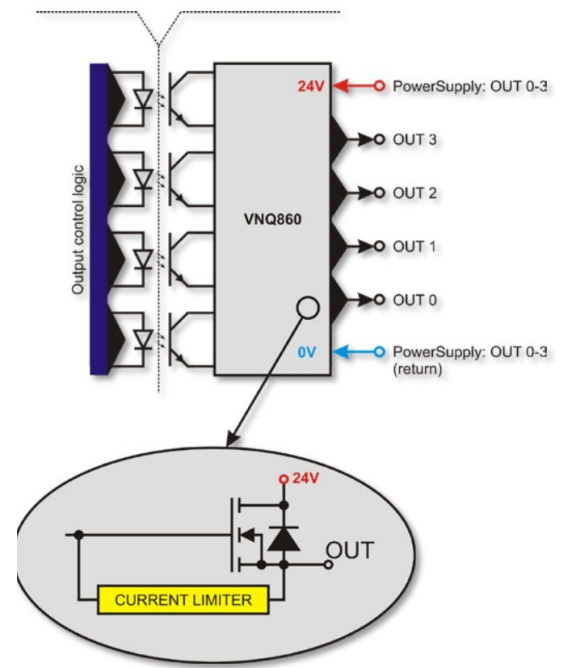 24V
PowerSupply: OUT 0-3
OUT 3
OUT 2
VNQ860
OUT 1
OUT 0
0V
PowerSupply: OUT 0-3
(return)
Output control logic
24V
OUT
CURRENT LIMITER